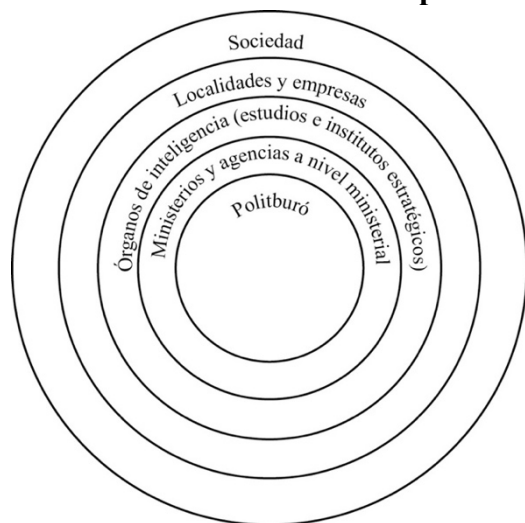 Sociedad
Localidades y empresas
Órganos de inteligencia (estudios e institutos estratégicos)
Ministerios y agencias a nivel ministerial
Politburó